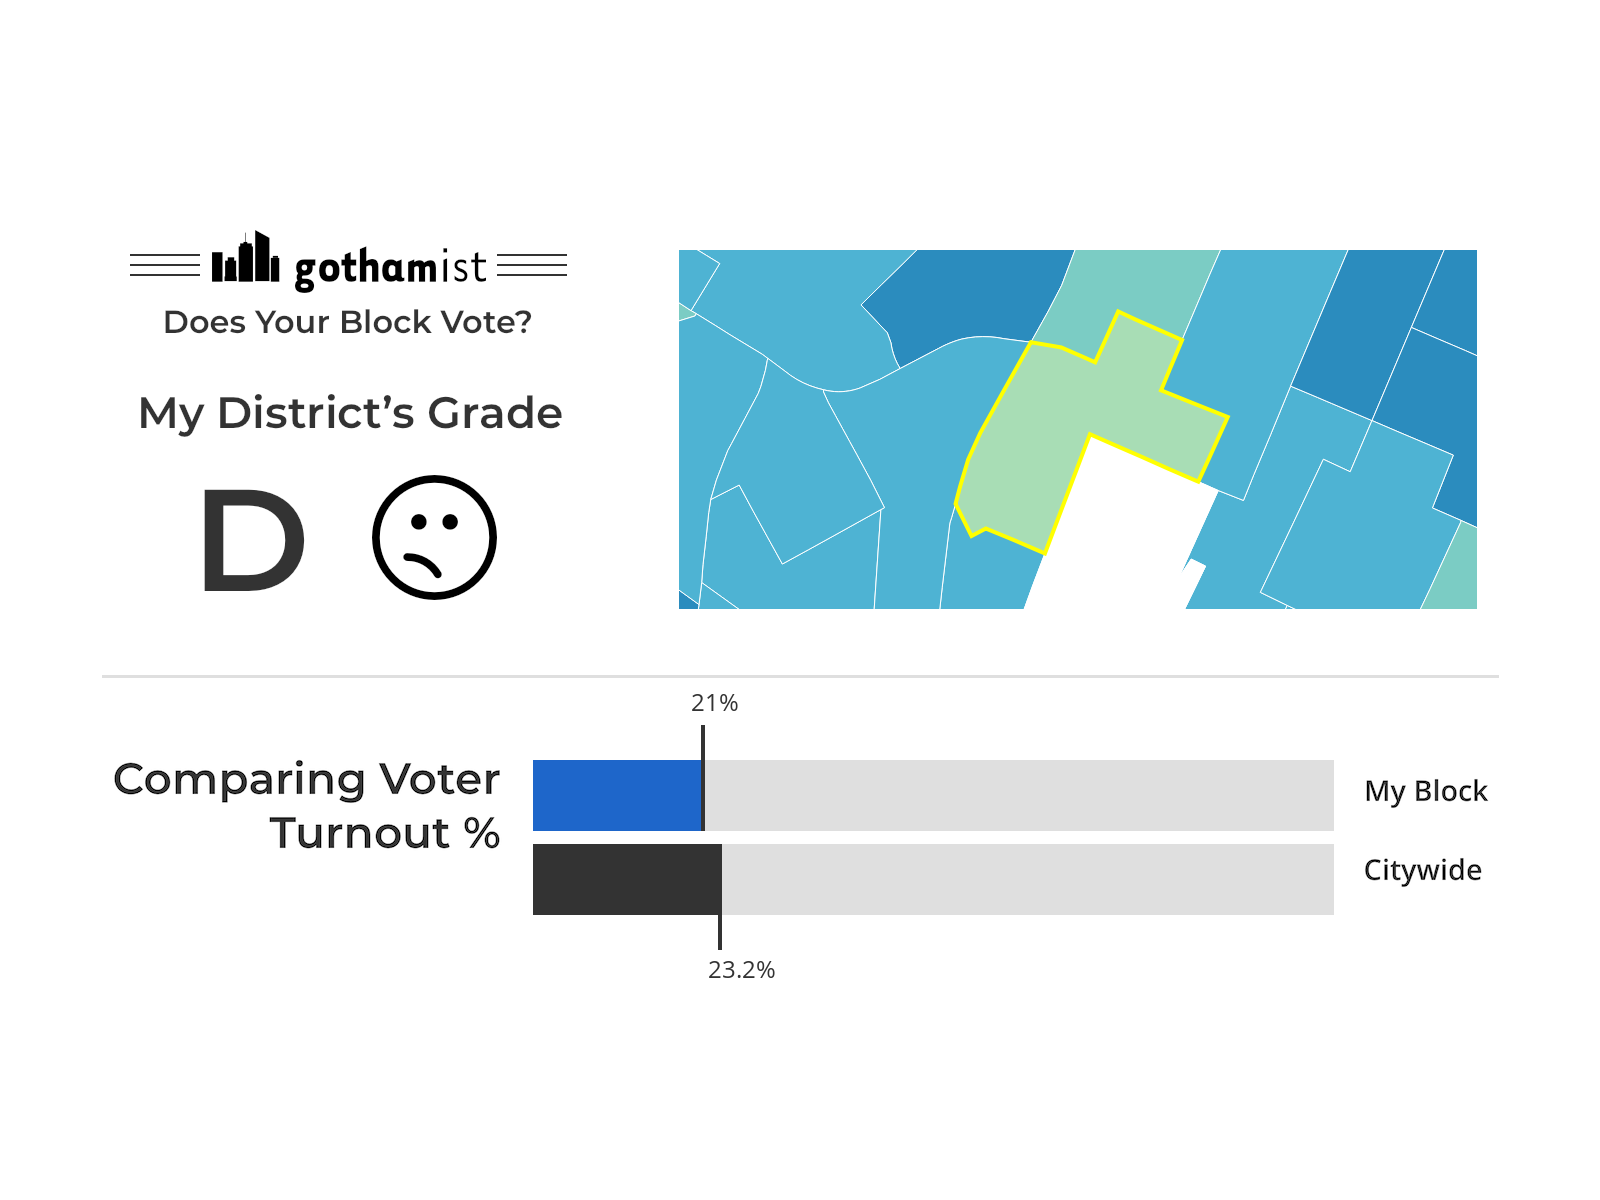 gothamist
Does Your Block Vote?
My District’s Grade
D
21%
Comparing Voter
Turnout %
My Block
Citywide
23.2%